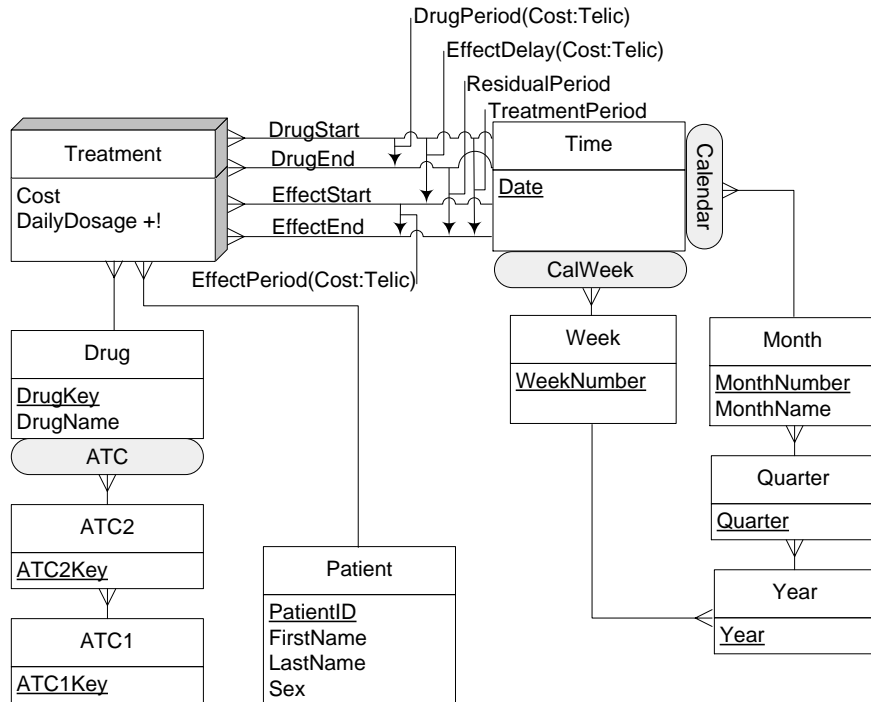 DrugPeriod(Cost:Telic)
EffectDelay(Cost:Telic)
ResidualPeriod
TreatmentPeriod
DrugStart
DrugEnd
EffectStart
EffectEnd
EffectPeriod(Cost:Telic)
Treatment
Cost
DailyDosage +!
Time
Date
Calendar
CalWeek
Week
WeekNumber
Month
MonthNumber
MonthName
Quarter
Quarter
Year
Year
Drug
DrugKey
DrugName
ATC
ATC2
ATC2Key
ATC1
ATC1Key
Patient
PatientID
FirstName
LastName
Sex